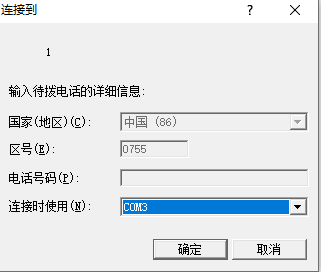 连接到
1
输入待拨电话的详细信息:
国家(地区)(C): 中国 (86)
区号(E): 0755
电话号码(P):
连接时使用(N): COM3
确定 取消